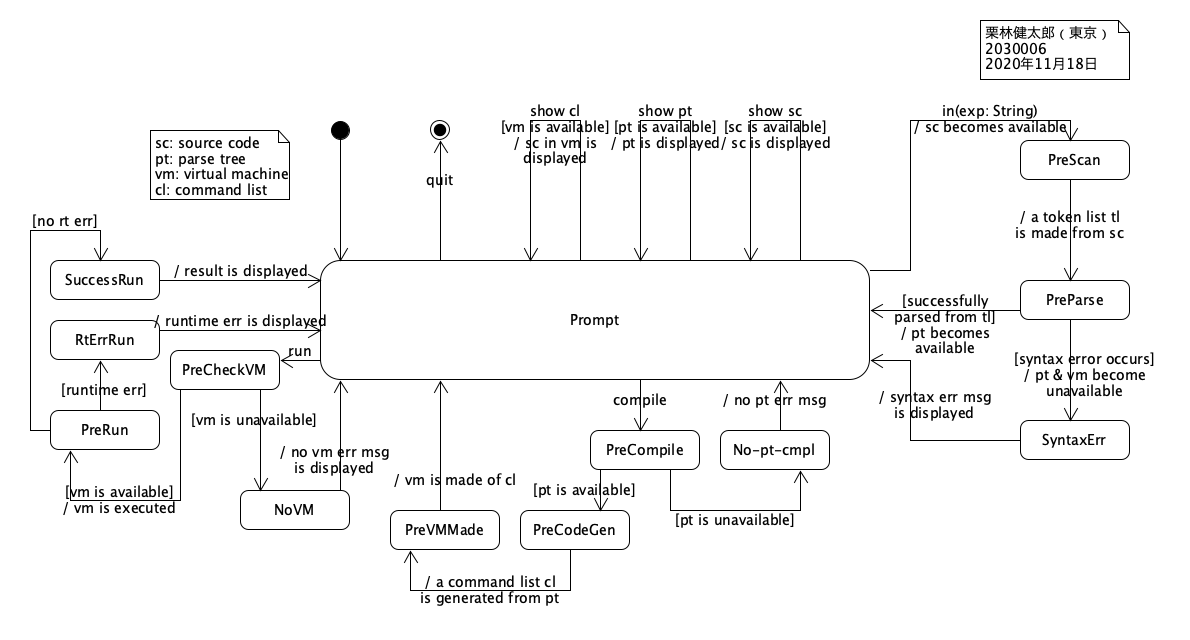 栗林健太郎（東京）
2030006
2020年11月18日
sc: source code
pt: parse tree
vm: virtual machine
cl: command list
quit
show cl
[vm is available]
/ sc in vm is
displayed
show pt
[pt is available]
/ pt is displayed
show sc
[sc is available]
/ sc is displayed
in(exp: String)
/ sc becomes available
PreScan
/ a token list tl
is made from sc
[no rt err]
SuccessRun
/ result is displayed
RtErrRun
/ runtime err is displayed
Prompt
PreParse
[successfully
parsed from tl]
/ pt becomes
available
run
PreCheckVM
[runtime err]
PreRun
[vm is unavailable]
[syntax error occurs]
/ pt & vm become
unavailable
/ syntax err msg
is displayed
SyntaxErr
compile
/ no pt err msg
PreCompile
No-pt-cmpl
/ no vm err msg
is displayed
/ vm is made of cl
[vm is available]
/ vm is executed
NoVM
[pt is available]
[pt is unavailable]
PreVMMade
PreCodeGen
/ a command list cl
is generated from pt